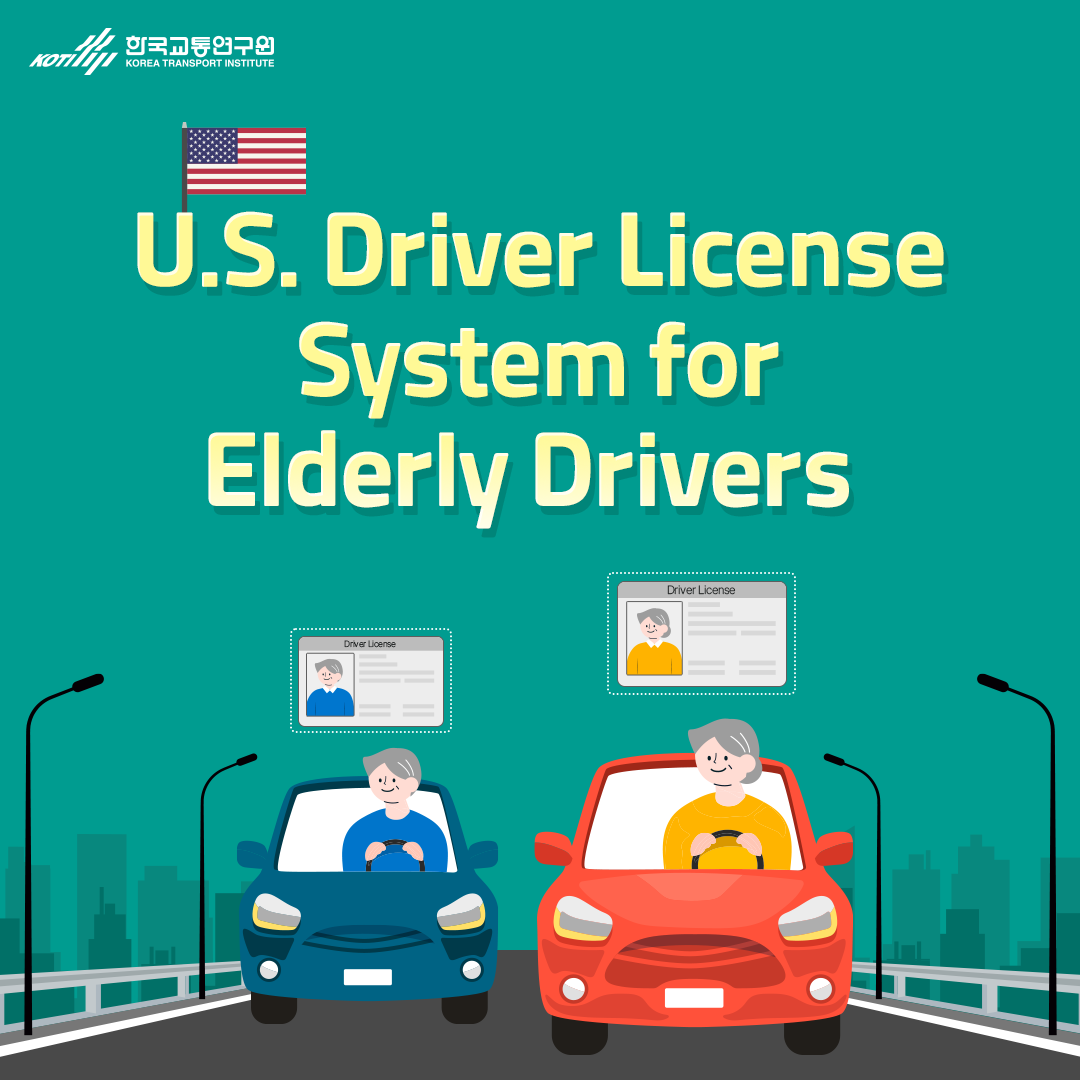 KOTI 한국교통연구원
KOREA TRANSPORT INSTITUTE
U.S. Driver License
System for
Elderly Drivers
Driver License
Driver License